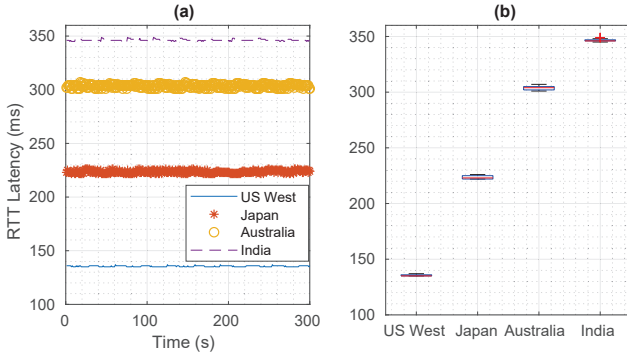 (a)
RTT Latency (ms)
350
300
250
200
150
100
0
100
200
300
Time (s)
US West
Japan
Australia
India
(b)
350
300
250
200
150
100
US West
Japan
Australia
India